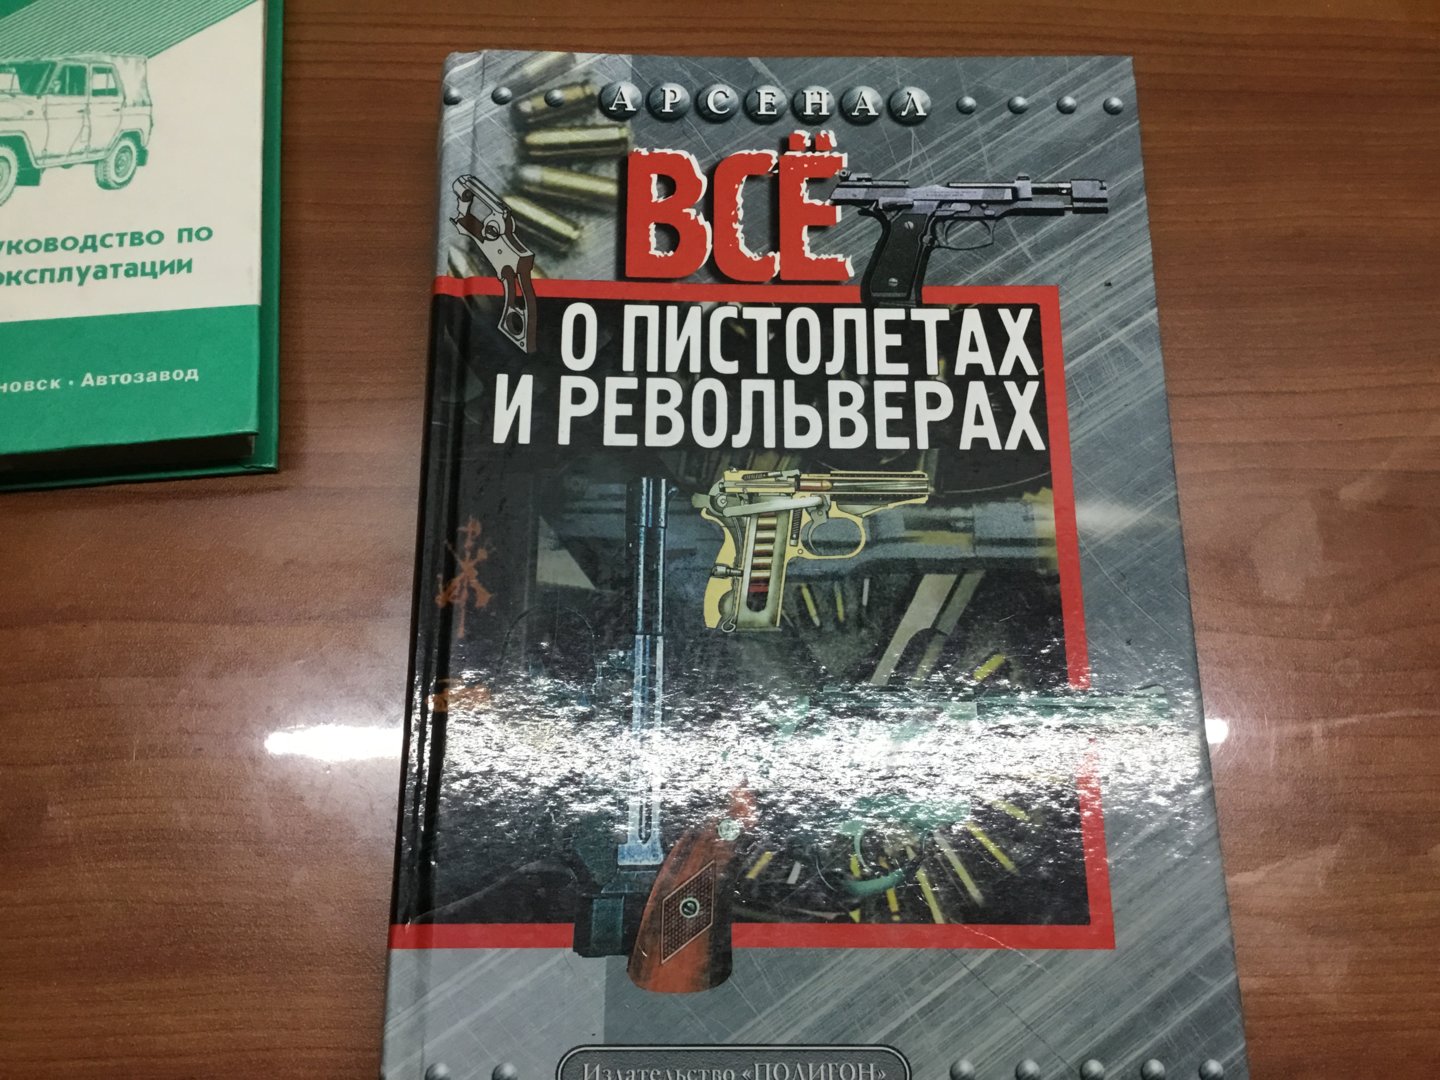 АРСЕНАЛ
ВСЁ
О ПИСТОЛЕТАХ
И РЕВОЛЬВЕРАХ
Издательство «ПОЛИГОН»
уководство по
эксплуатации
новск · Автозавод